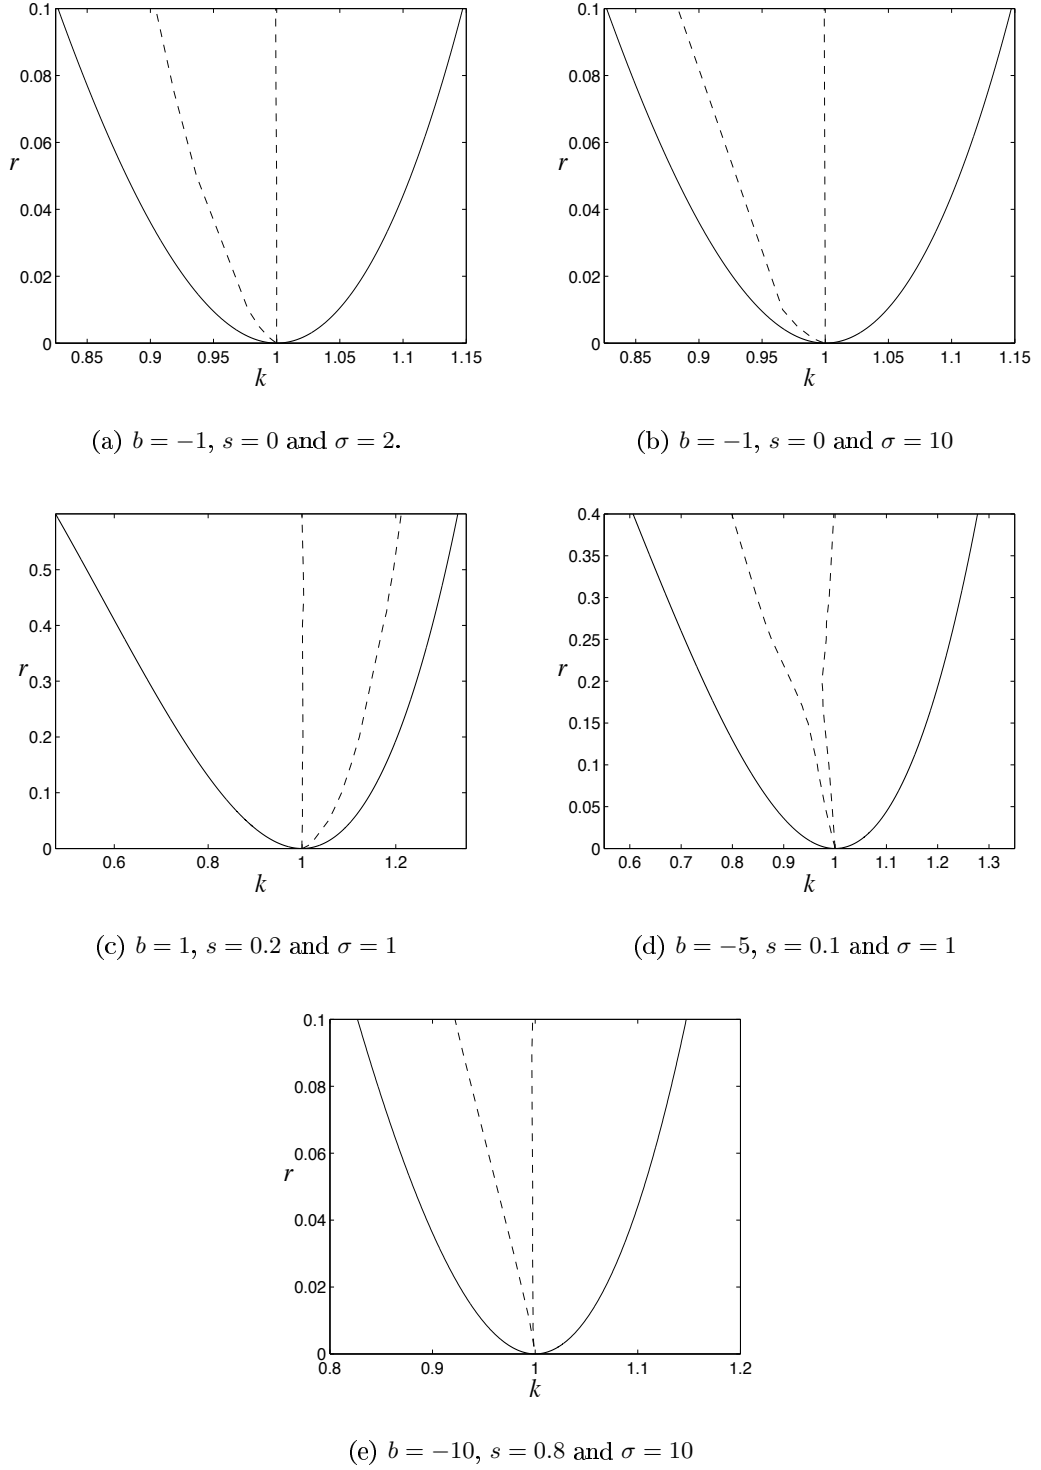 0.1 0.1
0.08 0.08
0.06 0.06
r r
0.04 0.04
0.02 0.02
0 0
0.85 0.9 0.95 1 1.05 1.1 1.15 0.85 0.9 0.95 1 1.05 1.1 1.15
k k
(a) b = −1, s = 0 and σ = 2. (b) b = −1, s = 0 and σ = 10
0.4
0.5 0.35
0.4 0.3
0.25
r 0.3 r 0.2
0.2 0.15
0.1 0.1
0.05
0 0
0.6 0.8 1 1.2 0.6 0.7 0.8 0.9 1 1.1 1.2 1.3
k k
(c) b = 1, s = 0.2 and σ = 1 (d) b = −5, s = 0.1 and σ = 1
0.1
0.08
0.06
r
0.04
0.02
0
0.8 0.9 1 1.1 1.2
k
(e) b = −10, s = 0.8 and σ = 10